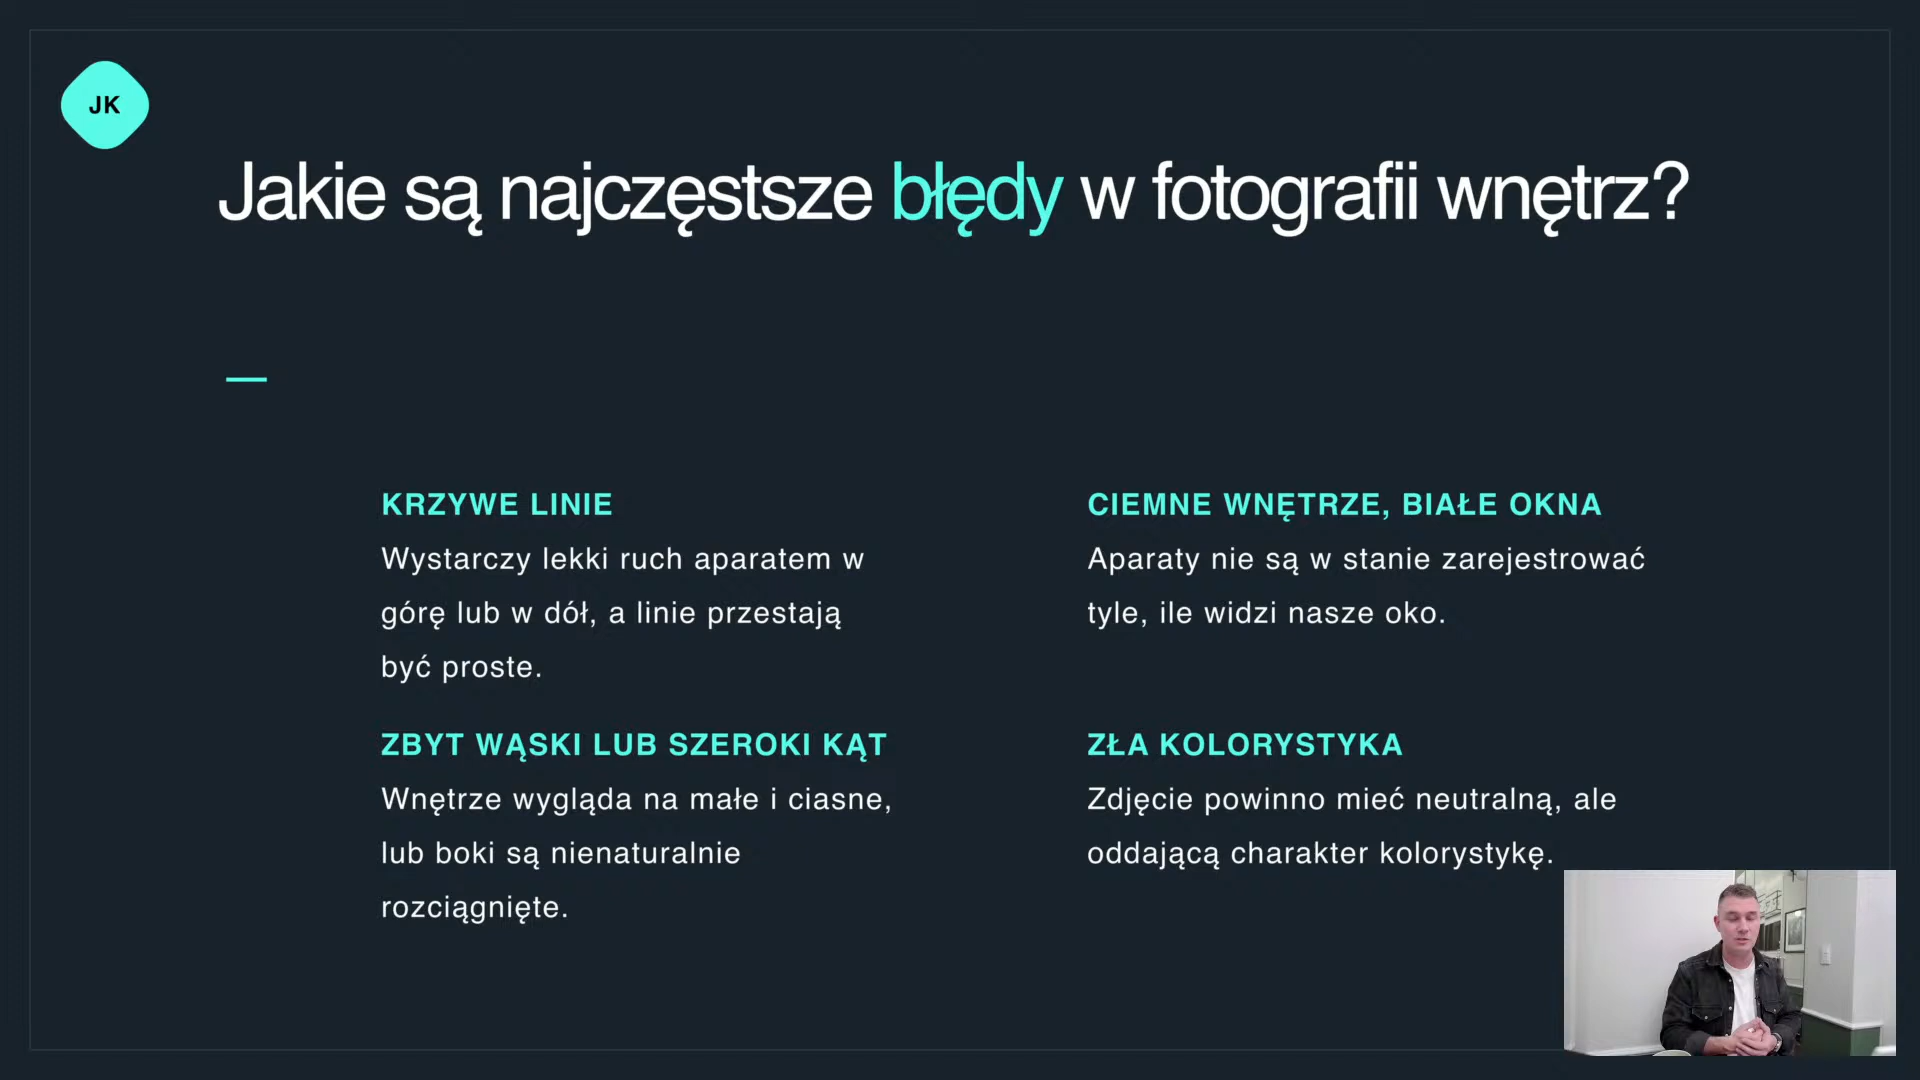 JK
Jakie są najczęstsze błędy w fotografii wnętrz?
KRZYWE LINIE
Wystarczy lekki ruch aparatem w
górę lub w dół, a linie przestają
być proste.
CIEMNE WNĘTRZE, BIAŁE OKNA
Aparaty nie są w stanie zarejestrować
tyle, ile widzi nasze oko.
ZBYT WĄSKI LUB SZEROKI KĄT
Wnętrze wygląda na małe i ciasne,
lub boki są nienaturalnie
rozciągnięte.
ZŁA KOLORYSTYKA
Zdjęcie powinno mieć neutralną, ale
oddającą charakter kolorystykę.